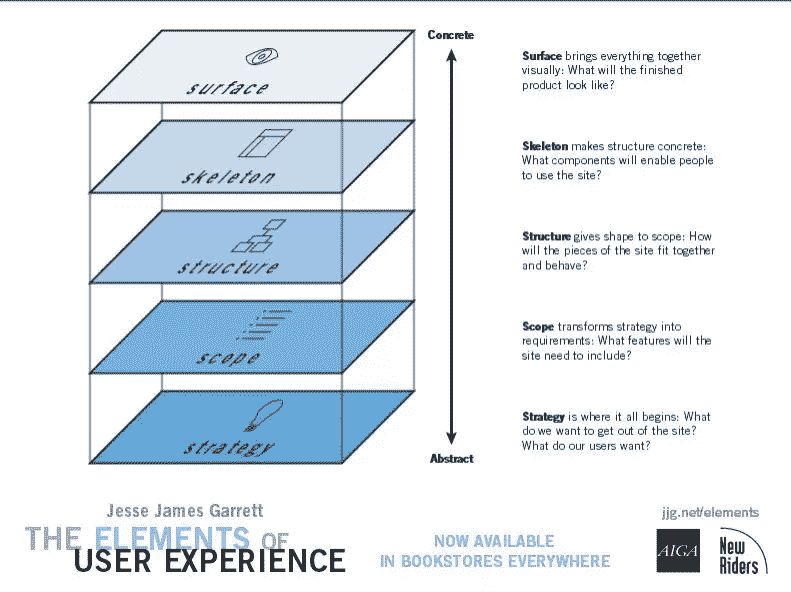 Concrete
surface
skeleton
structure
scope
strategy
Abstract
Surface brings everything together
visually: What will the finished
product look like?
Skeleton makes structure concrete:
What components will enable people
to use the site?
Structure gives shape to scope: How
will the pieces of the site fit together
and behave?
Scope transforms strategy into
requirements: What features will the
site need to include?
Strategy is where it all begins: What
do we want to get out of the site?
What do our users want?
Jesse James Garrett
THE ELEMENTS OF
USER EXPERIENCE
NOW AVAILABLE
IN BOOKSTORES EVERYWHERE
jjg.net/elements
AIGA
New
Riders